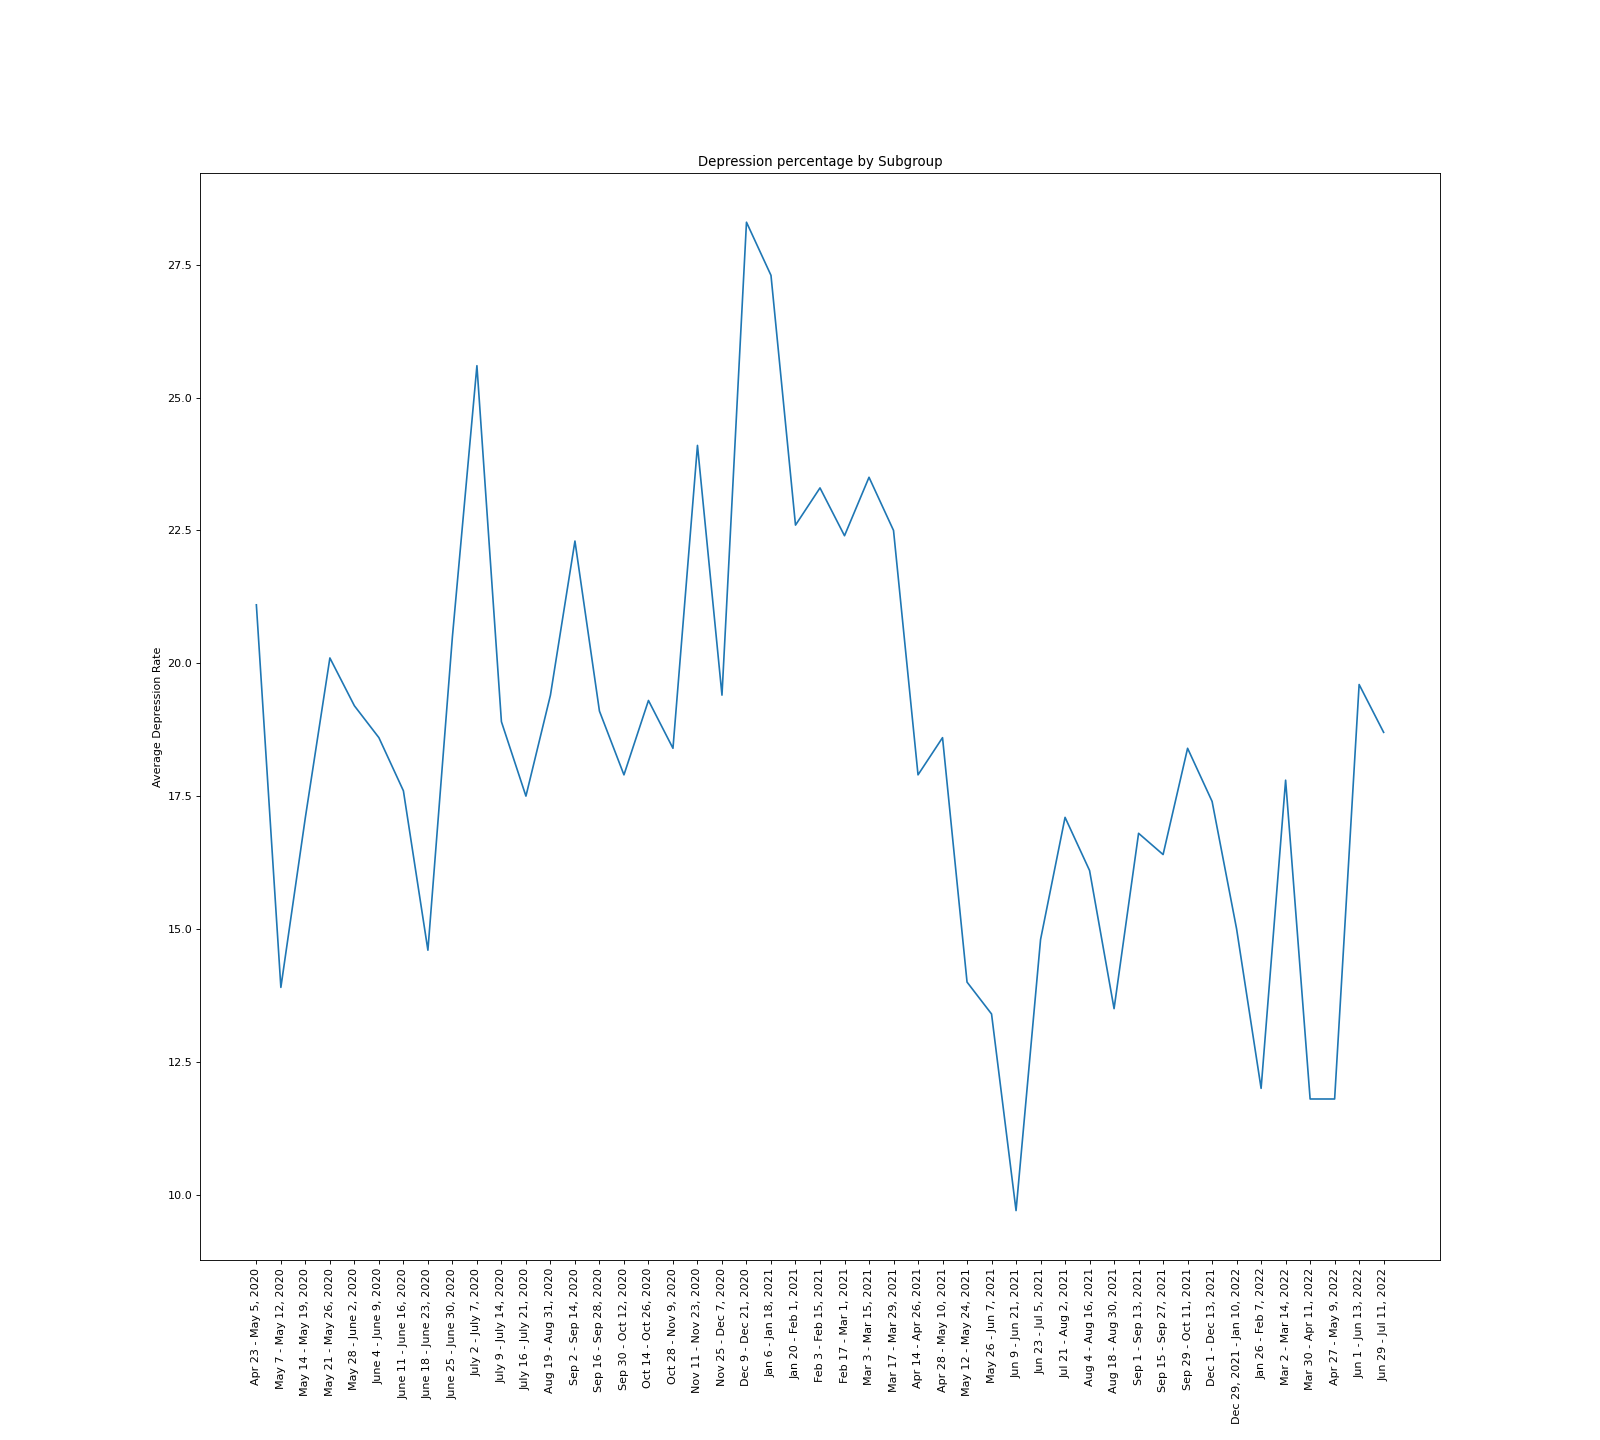 Depression percentage by Subgroup
Average Depression Rate
27.5
25.0
22.5
20.0
17.5
15.0
12.5
10.0
Apr 23 - May 5, 2020
May 7 - May 12, 2020
May 14 - May 19, 2020
May 21 - May 26, 2020
May 28 - June 2, 2020
June 4 - June 9, 2020
June 11 - June 16, 2020
June 18 - June 23, 2020
June 25 - June 30, 2020
July 2 - July 7, 2020
July 9 - July 14, 2020
July 16 - July 21, 2020
Aug 19 - Aug 31, 2020
Sep 2 - Sep 14, 2020
Sep 16 - Sep 28, 2020
Sep 30 - Oct 12, 2020
Oct 14 - Oct 26, 2020
Oct 28 - Nov 9, 2020
Nov 11 - Nov 23, 2020
Nov 25 - Dec 7, 2020
Dec 9 - Dec 21, 2020
Jan 6 - Jan 18, 2021
Jan 20 - Feb 1, 2021
Feb 3 - Feb 15, 2021
Feb 17 - Mar 1, 2021
Mar 3 - Mar 15, 2021
Mar 17 - Mar 29, 2021
Apr 14 - Apr 26, 2021
Apr 28 - May 10, 2021
May 12 - May 24, 2021
May 26 - Jun 7, 2021
Jun 9 - Jun 21, 2021
Jun 23 - Jul 5, 2021
Jul 21 - Aug 2, 2021
Aug 4 - Aug 16, 2021
Aug 18 - Aug 30, 2021
Sep 1 - Sep 13, 2021
Sep 15 - Sep 27, 2021
Sep 29 - Oct 11, 2021
Dec 1 - Dec 13, 2021
Dec 29, 2021 - Jan 10, 2022
Jan 26 - Feb 7, 2022
Mar 2 - Mar 14, 2022
Mar 30 - Apr 11, 2022
Apr 27 - May 9, 2022
Jun 1 - Jun 13, 2022
Jun 29 - Jul 11, 2022